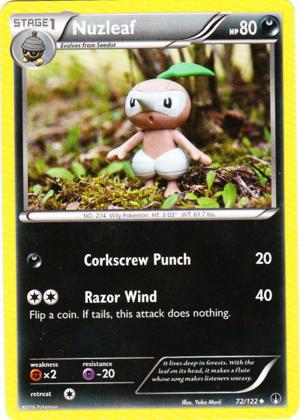 STAGE1 Nuzleaf HP80
Evolves from Seedot
NO. 274 Wily Pokémon HT. 3'03" WT. 61.7 lbs.
Corkscrew Punch 20
Razor Wind 40
Flip a coin. If tails, this attack does nothing.
weakness resistance
×2 -20
retreat
It lives deep in forests. With the
leaf on its head, it makes a flute
whose song makes listeners uneasy.
©2016 Pokémon Illus. Yuka Morii 72/122